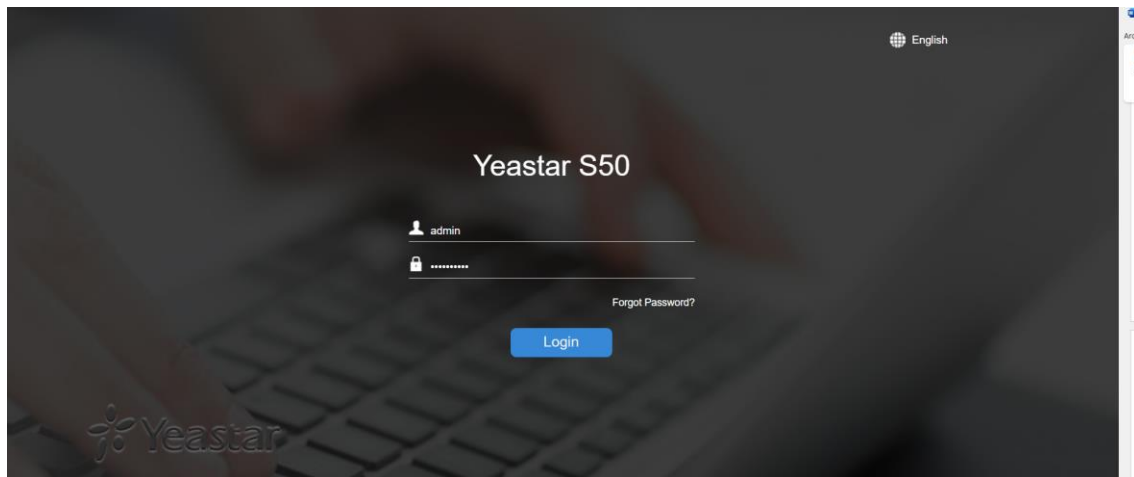 English
Yeastar S50
admin
••••••••••
Forgot Password?
Login
Yeastar